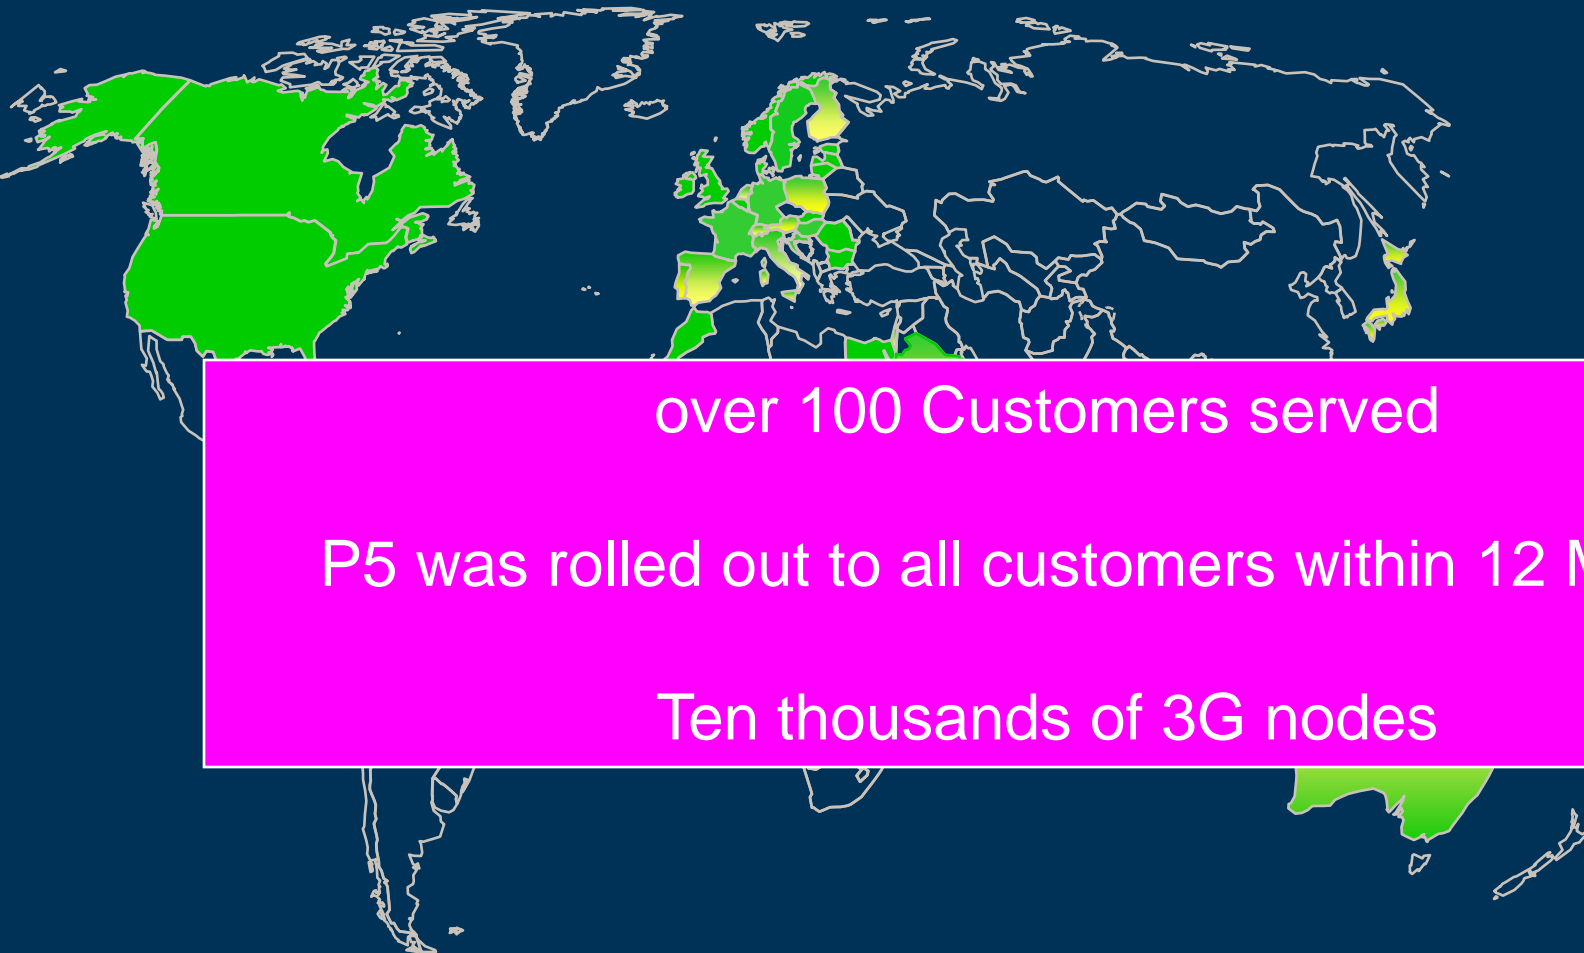 over 100 Customers served
P5 was rolled out to all customers within 12
Ten thousands of 3G nodes